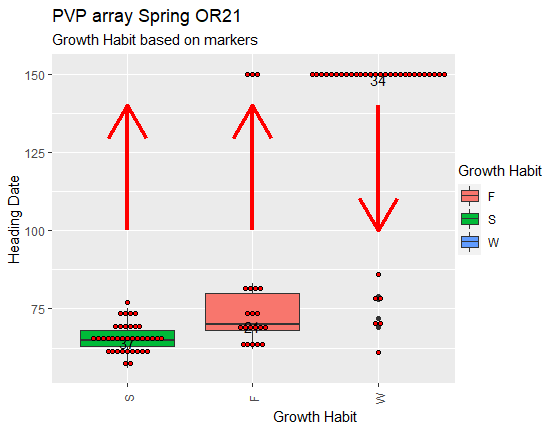 PVP array Spring OR21
Growth Habit based on markers
Heading Date
150
125
100
75
34
S
F
W
Growth Habit
Growth Habit
F
S
W